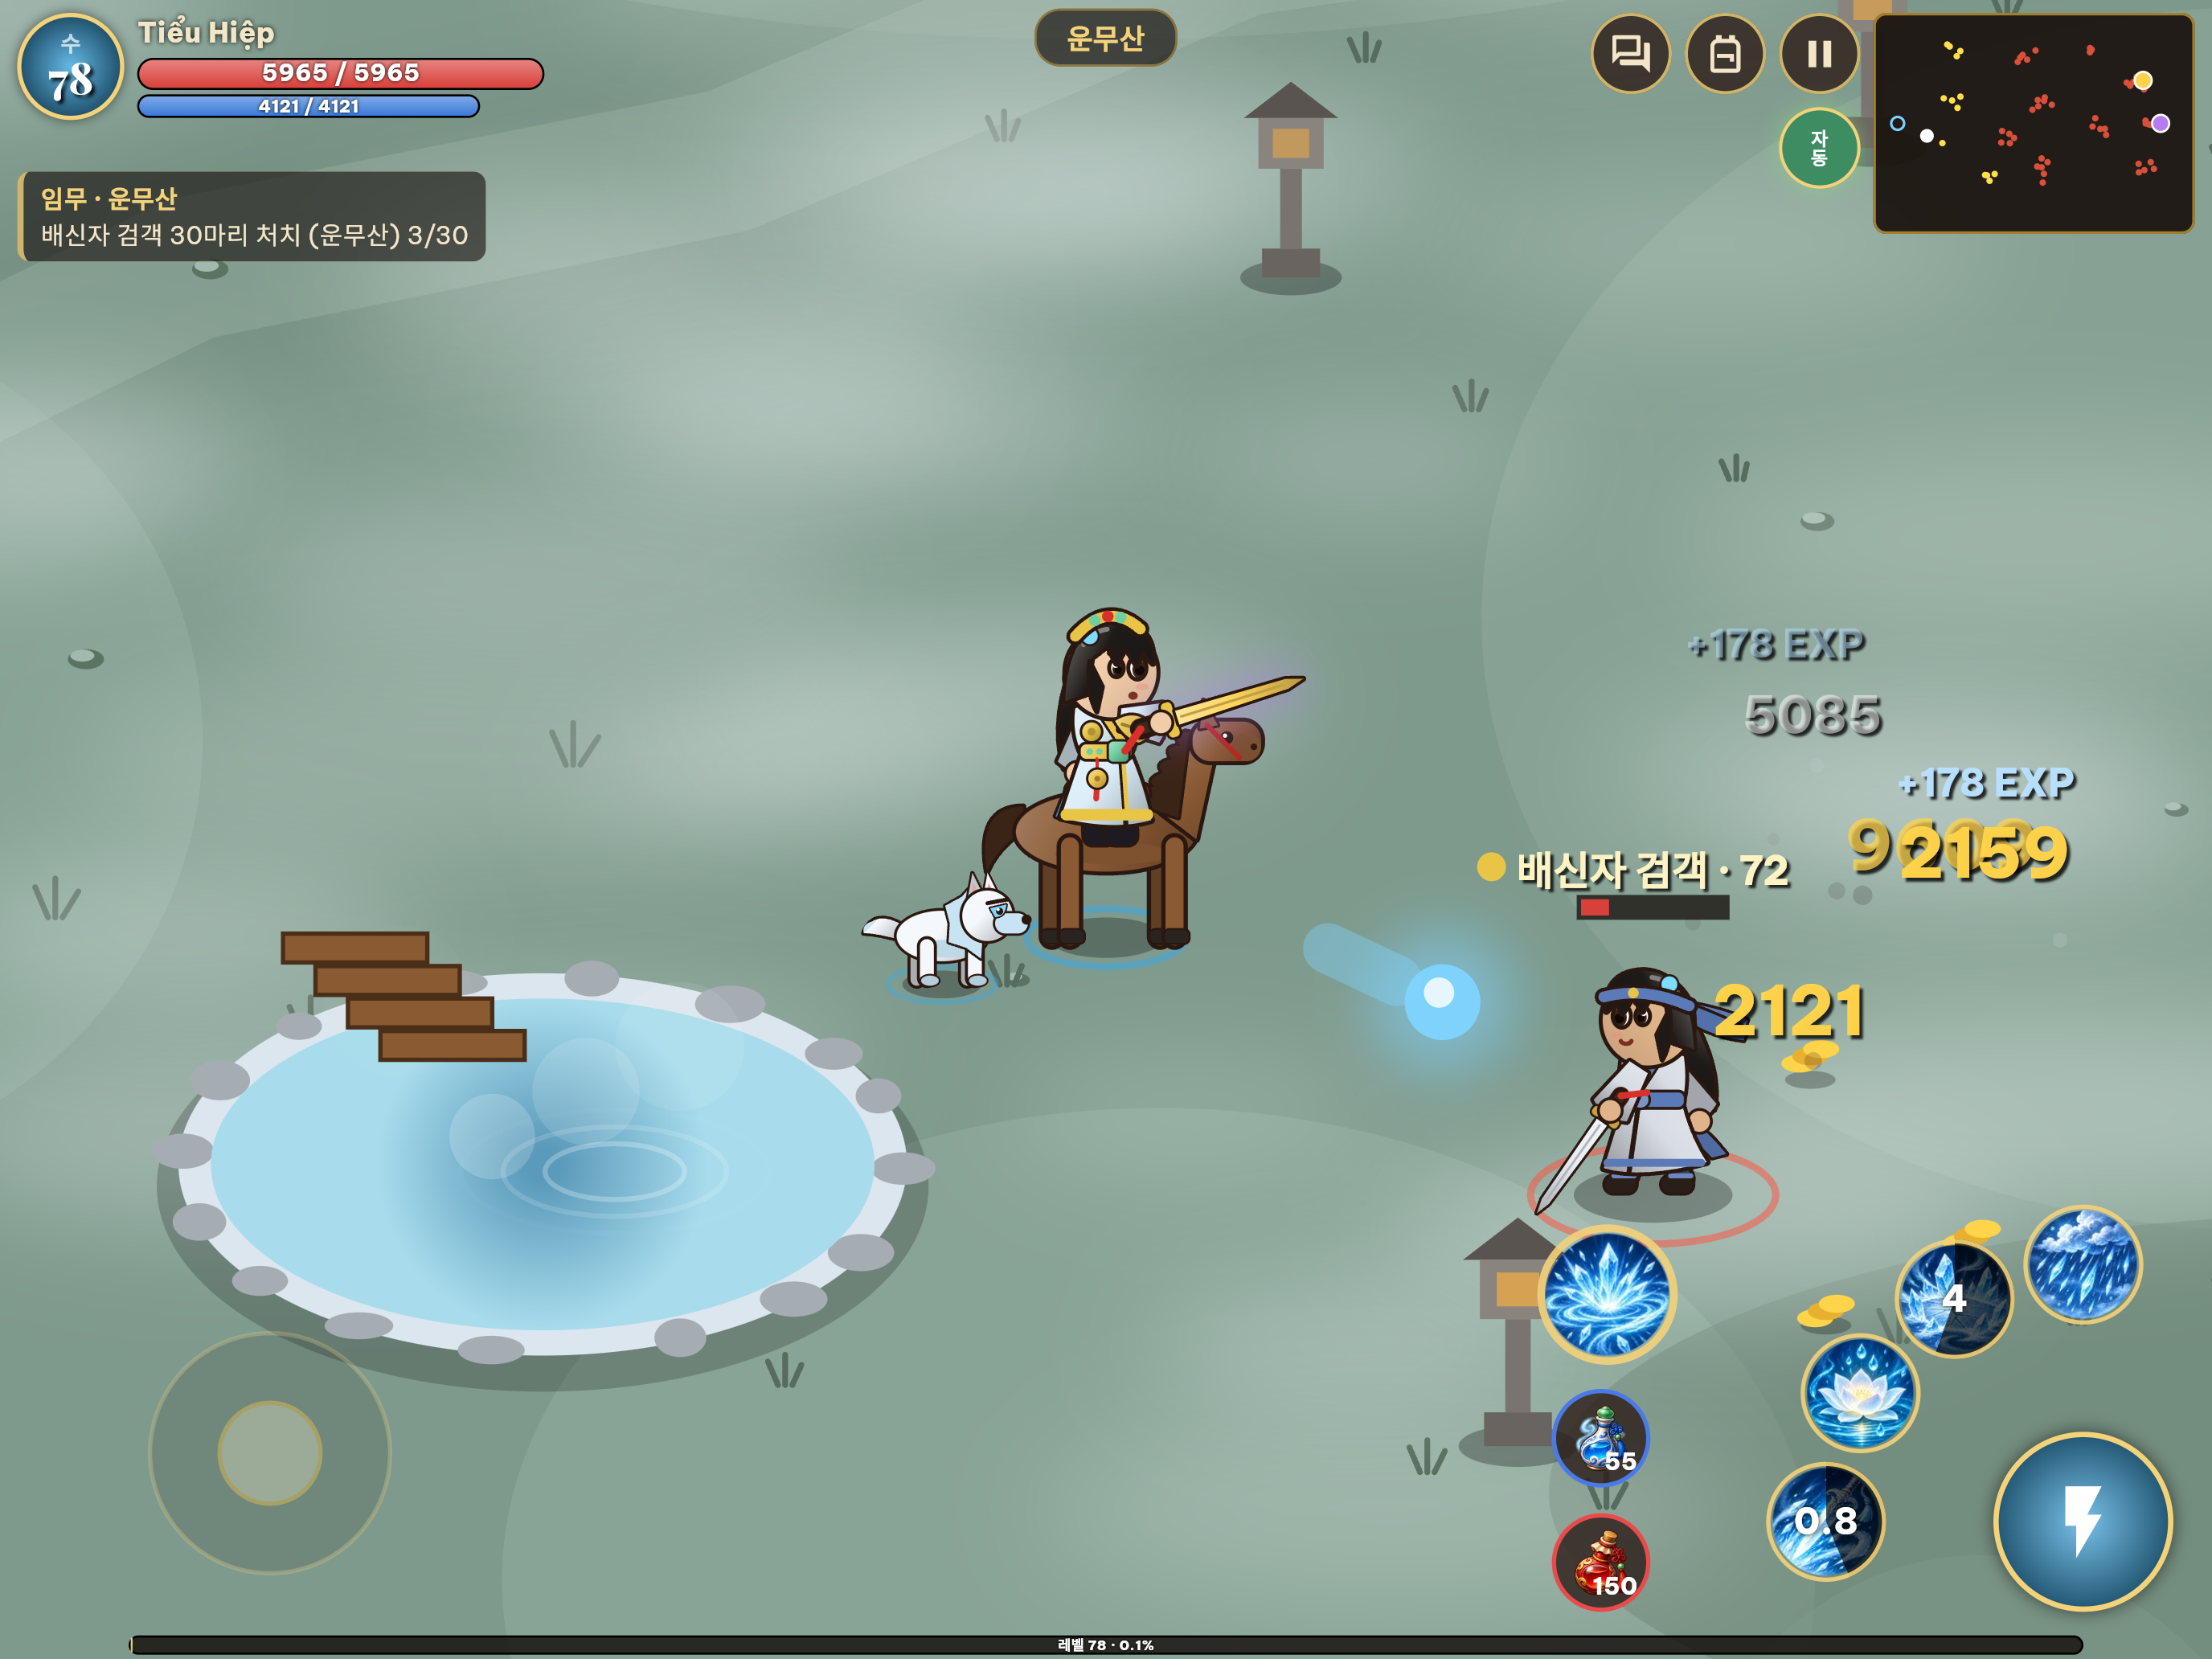 수
78
Tiểu Hiệp
5965 / 5965
4121 / 4121
운무산
자
동
임무 · 운무산
배신자 검객 30마리 처치 (운무산) 3/30
+178 EXP
5085
+178 EXP
2159
배신자 검객 · 72
2121
4
55
0.8
150
레벨 78 · 0.1%